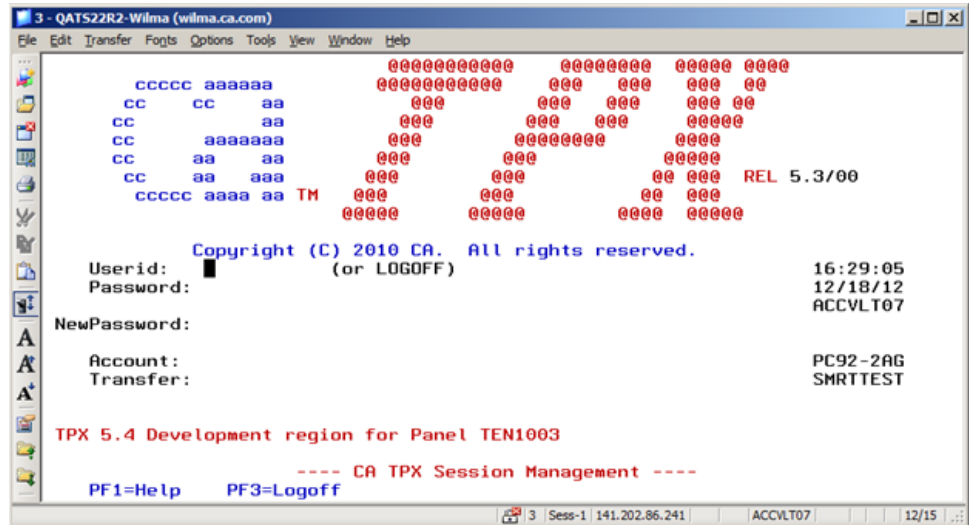 3 - QATS22R2-Wilma (wilma.ca.com)
File Edit Transfer Fonts Options Tools View Window Help
@@@@@@@@@@@ @@@@@@@@ @@@@@ @@@@
ccccc aaaaaa @@@@@@@@@@@ @@@ @@@ @@@ @@
cc cc aa @@@ @@@ @@@ @@@ @@
cc aa @@@ @@@ @@@ @@@@@
cc aaaaaaa @@@ @@@@@@@@ @@@@
cc aa aa @@@ @@@ @@@@@
cc aa aaa @@@ @@@ @@ @@@ REL 5.3/00
ccccc aaaa aa TM @@@ @@@ @@ @@@
@@@@@ @@@@@ @@@@ @@@@@
Copyright (C) 2010 CA. All rights reserved.
Userid: (or LOGOFF) 16:29:05
Password: 12/18/12
ACCVLT07
NewPassword:
Account: PC92-2AG
Transfer: SMRTTEST
TPX 5.4 Development region for Panel TEN1003
---- CA TPX Session Management ----
PF1=Help PF3=Logoff
3 Sess-1 141.202.86.241 ACCVLT07 12/15